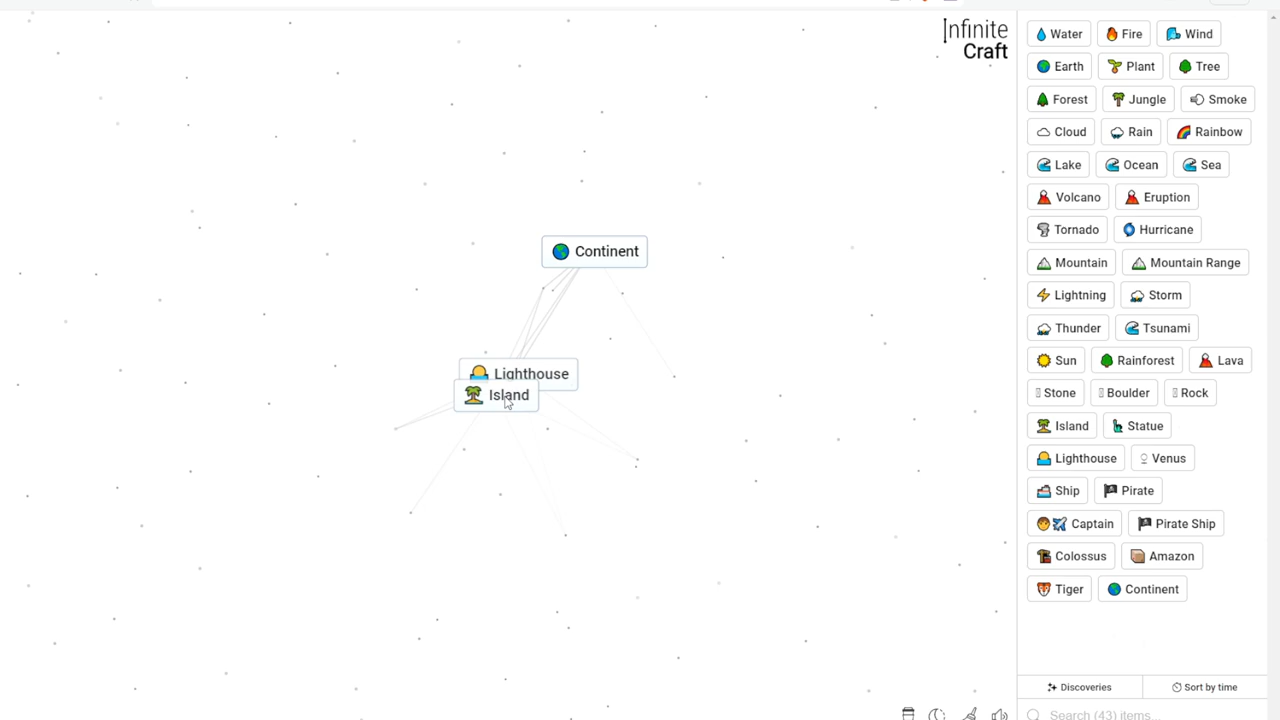 Infinite
Craft
Continent
Lighthouse
Island
Water Fire Wind
Earth Plant Tree
Forest Jungle Smoke
Cloud Rain Rainbow
Lake Ocean Sea
Volcano Eruption
Tornado Hurricane
Mountain Mountain Range
Lightning Storm
Thunder Tsunami
Sun Rainforest Lava
Stone Boulder Rock
Island Statue
Lighthouse Venus
Ship Pirate
Captain Pirate Ship
Colossus Amazon
Tiger Continent
Discoveries Sort by time
Search (43) items...